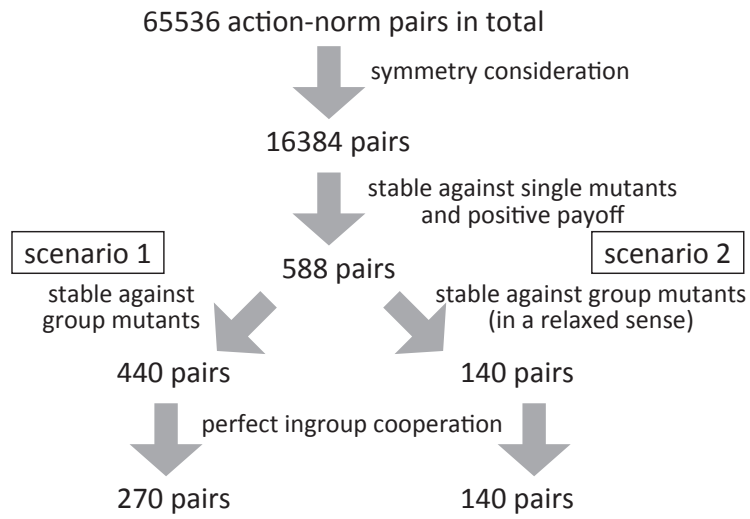 65536 action-norm pairs in total
symmetry consideration
16384 pairs
stable against single mutants
and positive payoff
588 pairs
scenario 1
stable against
group mutants
scenario 2
stable against group mutants
(in a relaxed sense)
440 pairs
140 pairs
perfect ingroup cooperation
270 pairs
140 pairs